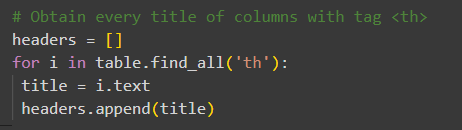 # Obtain every title of columns with tag <th>
headers = []
for i in table.find_all('th'):
 title = i.text
 headers.append(title)